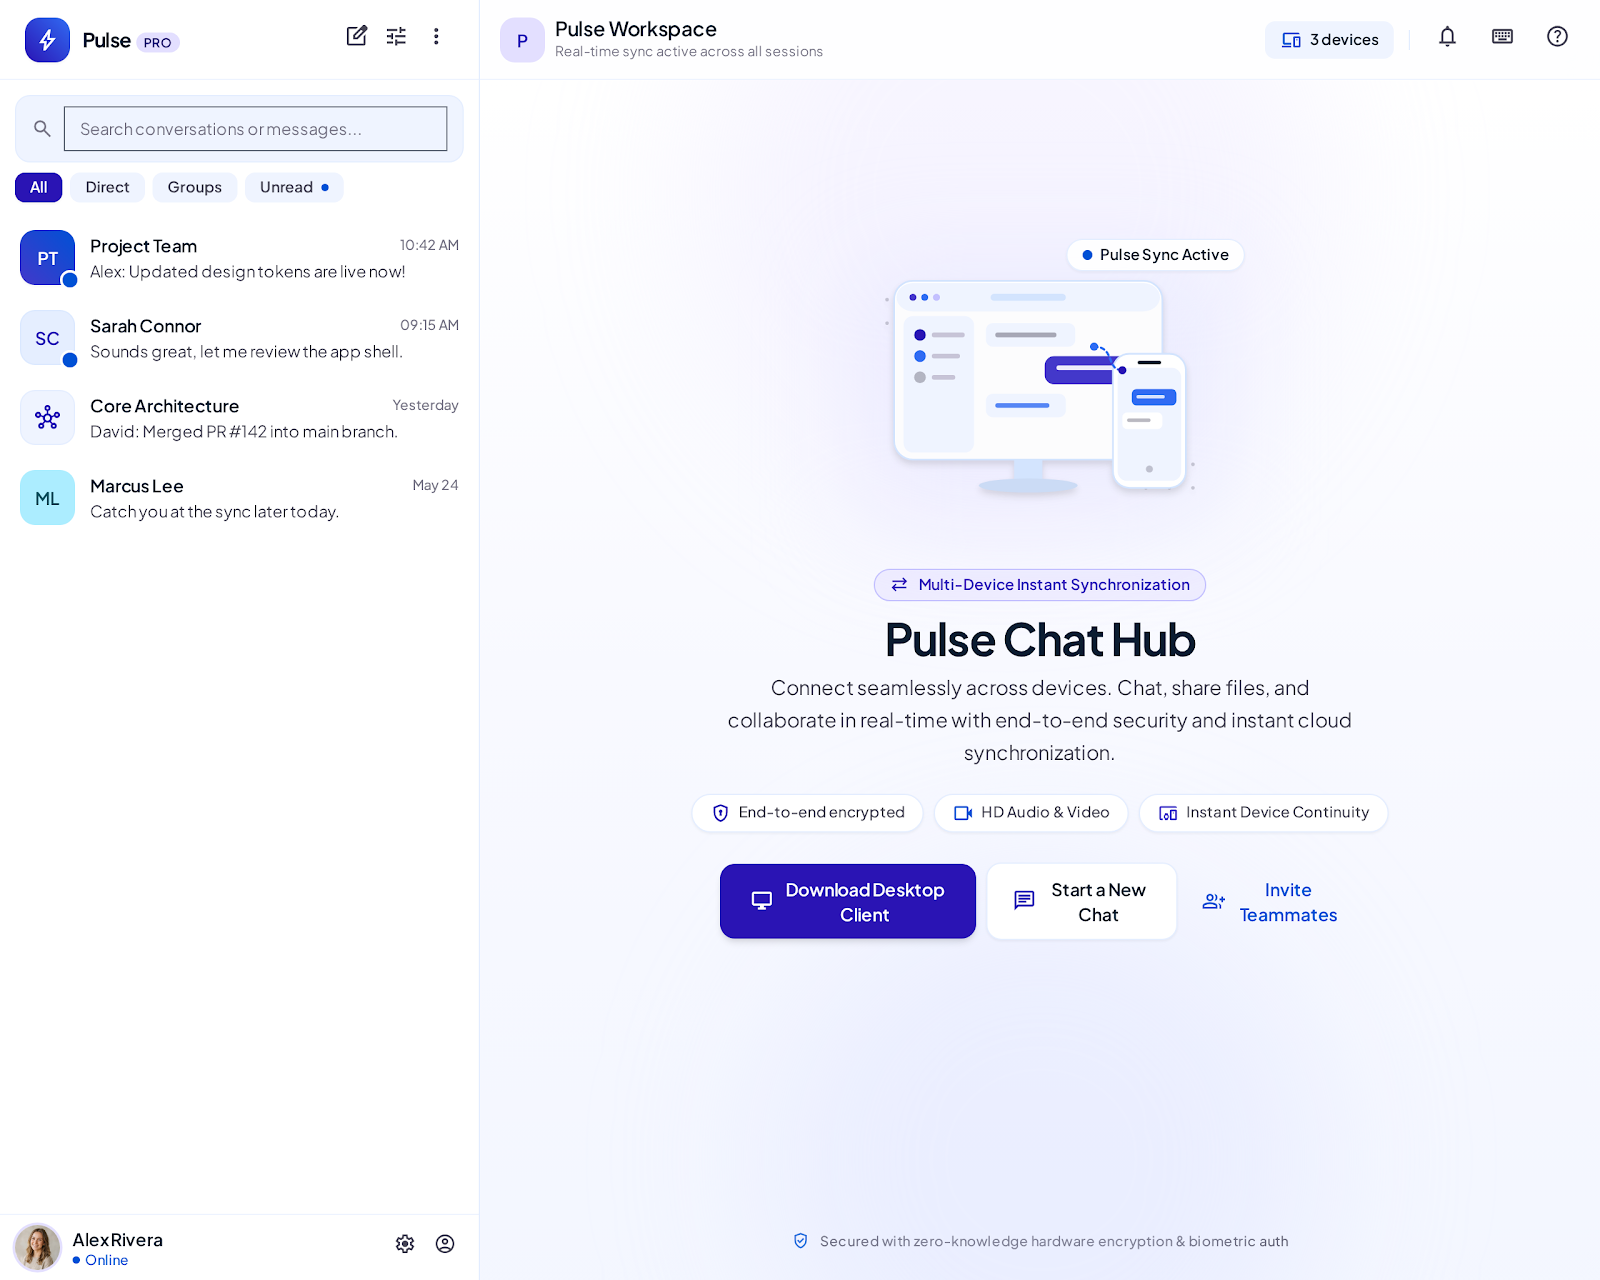 Pulse PRO
Search conversations or messages...
All Direct Groups Unread
PT Project Team 10:42 AM
Alex: Updated design tokens are live now!
SC Sarah Connor 09:15 AM
Sounds great, let me review the app shell.
Core Architecture Yesterday
David: Merged PR #142 into main branch.
ML Marcus Lee May 24
Catch you at the sync later today.
Alex Rivera
Online
P Pulse Workspace
Real-time sync active across all sessions
3 devices
Pulse Sync Active
Multi-Device Instant Synchronization
Pulse Chat Hub
Connect seamlessly across devices. Chat, share files, and
collaborate in real-time with end-to-end security and instant cloud
synchronization.
End-to-end encrypted HD Audio & Video Instant Device Continuity
Download Desktop
Client
Start a New
Chat
Invite
Teammates
Secured with zero-knowledge hardware encryption & biometric auth